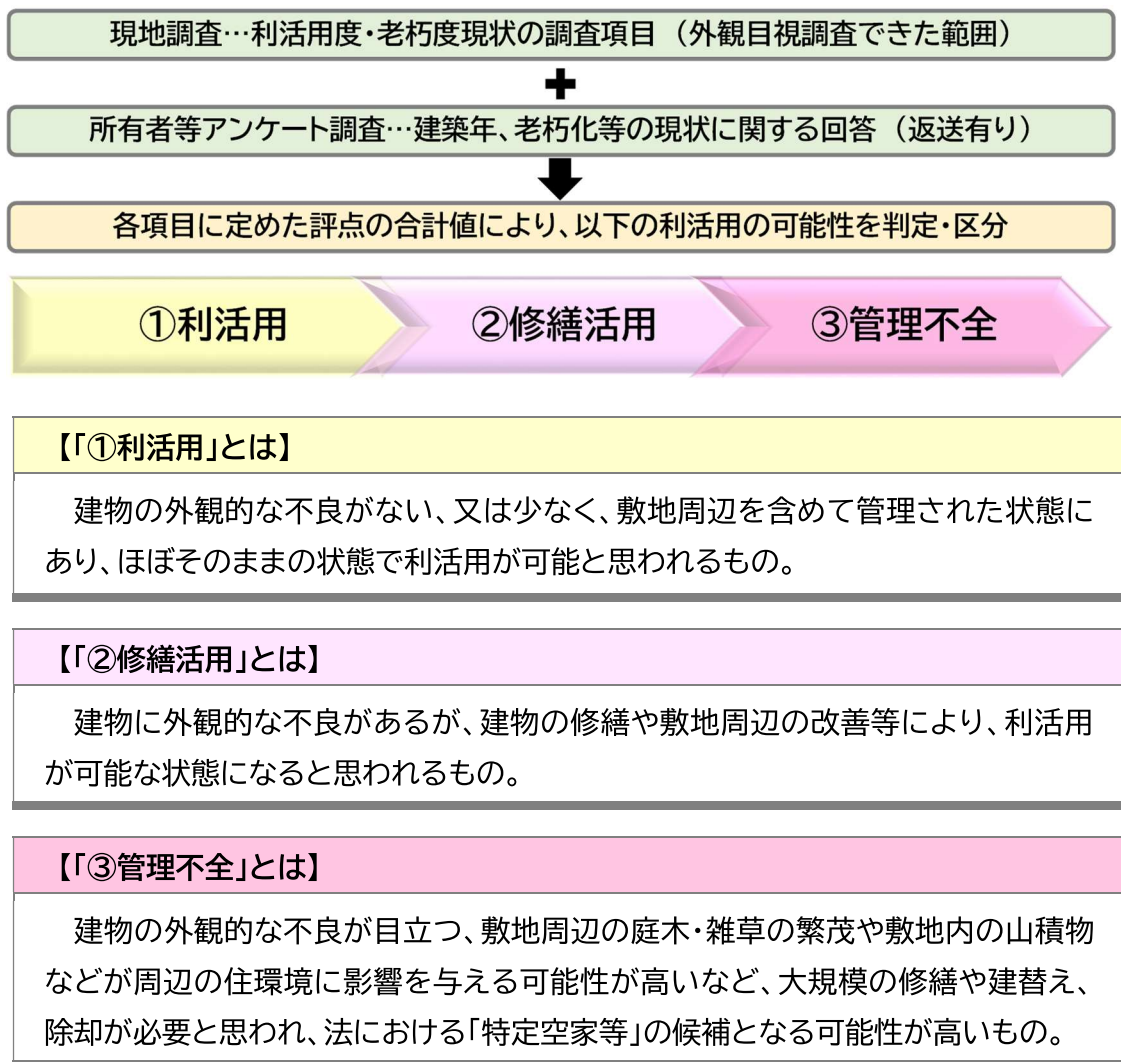 現地調査…利活用度・老朽度現状の調査項目（外観目視調査できた範囲）
所有者等アンケート調査…建築年、老朽化等の現状に関する回答（返送有り）
各項目に定めた評点の合計値により、以下の利活用の可能性を判定・区分
①利活用
②修繕活用
③管理不全
【「①利活用」とは】
建物の外観的な不良がない、又は少なく、敷地周辺を含めて管理された状態に
あり、ほぼそのままの状態で利活用が可能と思われるもの。
【「②修繕活用」とは】
建物に外観的な不良があるが、建物の修繕や敷地周辺の改善等により、利活用
が可能な状態になると思われるもの。
【「③管理不全」とは】
建物の外観的な不良が目立つ、敷地周辺の庭木・雑草の繁茂や敷地内の山積物
などが周辺の住環境に影響を与える可能性が高いなど、大規模の修繕や建替え、
除却が必要と思われ、法における「特定空家等」の候補となる可能性が高いもの。